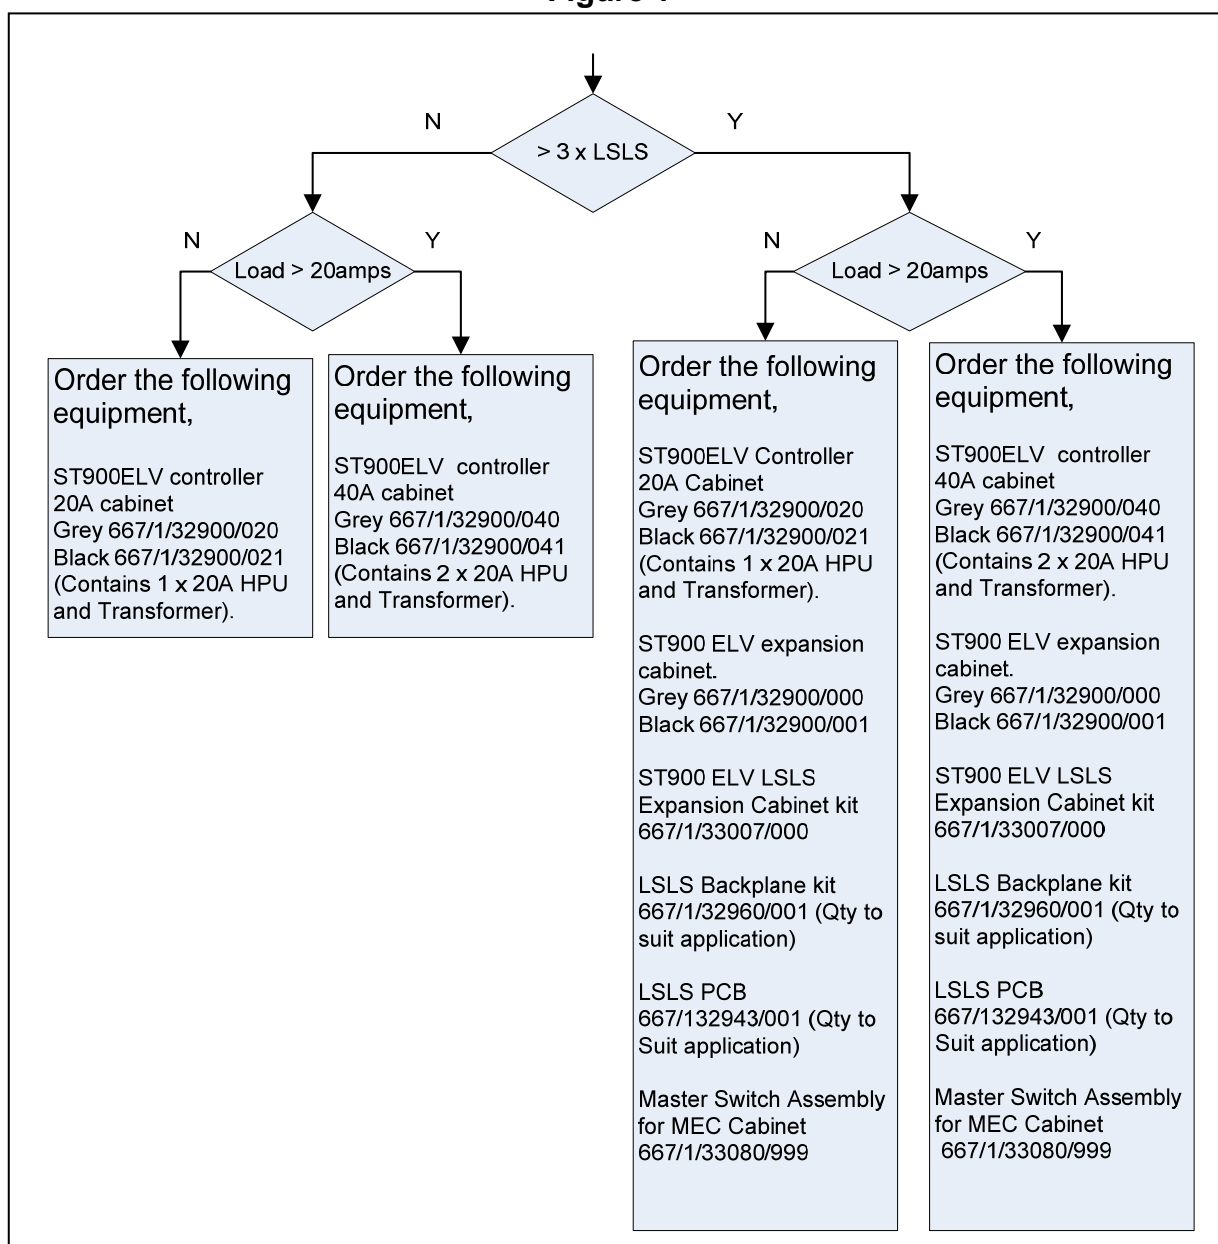 N
Y
> 3 x LSLS
N
Load > 20amps
Y
N
Load > 20amps
Y
Order the following
equipment,
ST900ELV controller
20A cabinet
Grey 667/1/32900/020
Black 667/1/32900/021
(Contains 1 x 20A HPU
and Transformer).
Order the following
equipment,
ST900ELV controller
40A cabinet
Grey 667/1/32900/040
Black 667/1/32900/041
(Contains 2 x 20A HPU
and Transformer).
Order the following
equipment,
ST900ELV Controller
20A Cabinet
Grey 667/1/32900/020
Black 667/1/32900/021
(Contains 1 x 20A HPU
and Transformer).
ST900 ELV expansion
cabinet.
Grey 667/1/32900/000
Black 667/1/32900/001
ST900 ELV LSLS
Expansion Cabinet kit
667/1/33007/000
LSLS Backplane kit
667/1/32960/001 (Qty to
suit application)
LSLS PCB
667/132943/001 (Qty to
Suit application)
Master Switch Assembly
for MEC Cabinet
667/1/33080/999
Order the following
equipment,
ST900ELV controller
40A cabinet
Grey 667/1/32900/040
Black 667/1/32900/041
(Contains 2 x 20A HPU
and Transformer).
ST900 ELV expansion
cabinet.
Grey 667/1/32900/000
Black 667/1/32900/001
ST900 ELV LSLS
Expansion Cabinet kit
667/1/33007/000
LSLS Backplane kit
667/1/32960/001 (Qty to
suit application)
LSLS PCB
667/132943/001 (Qty to
Suit application)
Master Switch Assembly
for MEC Cabinet
667/1/33080/999